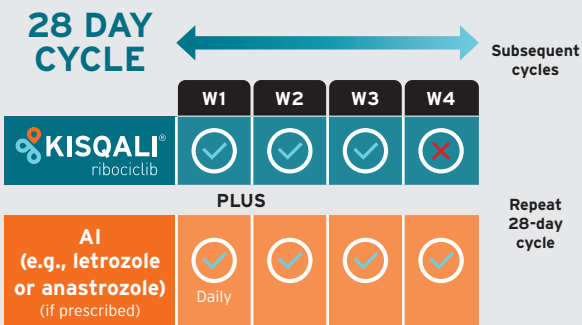 28 DAY
CYCLE
Subsequent
cycles
W1 W2 W3 W4
KISQALI®
ribociclib
PLUS
Repeat
28-day
cycle
AI
(e.g., letrozole
or anastrozole)
(if prescribed)
Daily